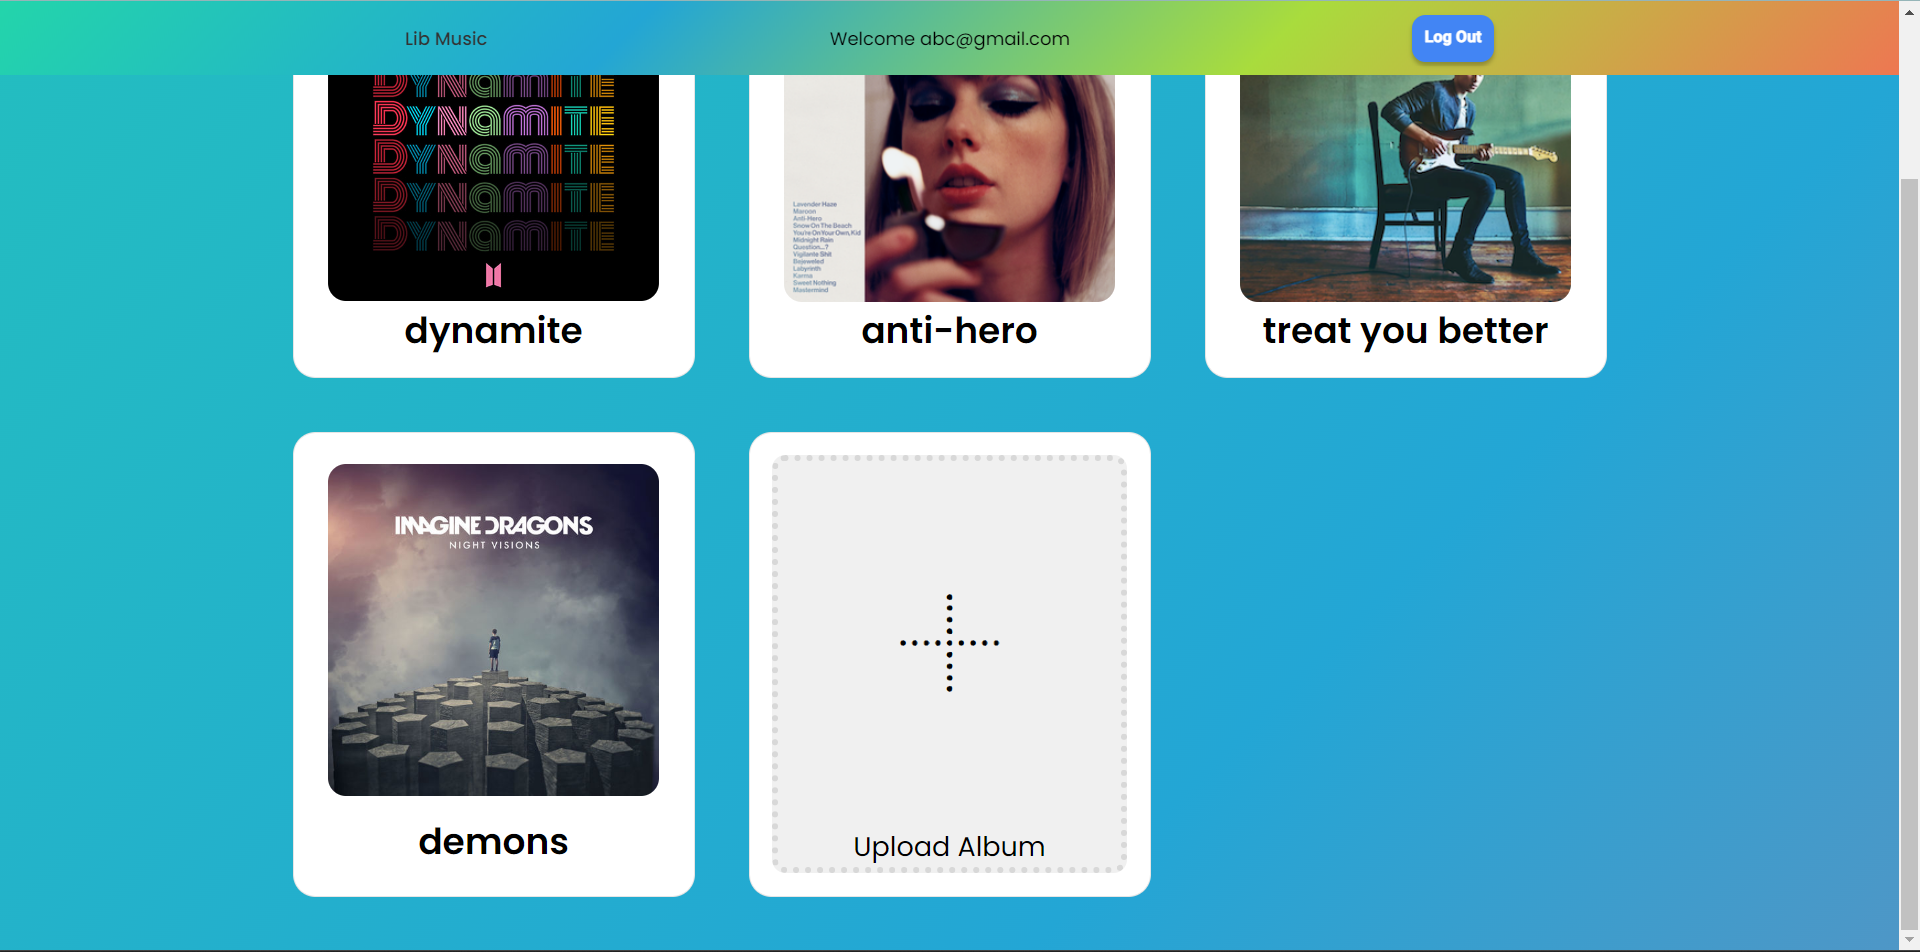 Lib Music
Welcome abc@gmail.com
Log Out
DYNAMITE
DYNAMITE
DYNAMITE
DYNAMITE
DYNAMITE
Lavender Haze
Maroon
Anti-Hero
Snow On The Beach
You're On Your Own, Kid
Midnight Rain
Question...?
Vigilante Shit
Bejeweled
Labyrinth
Karma
Sweet Nothing
Mastermind
dynamite
anti-hero
treat you better
IMAGINE DRAGONS
NIGHT VISIONS
demons
Upload Album